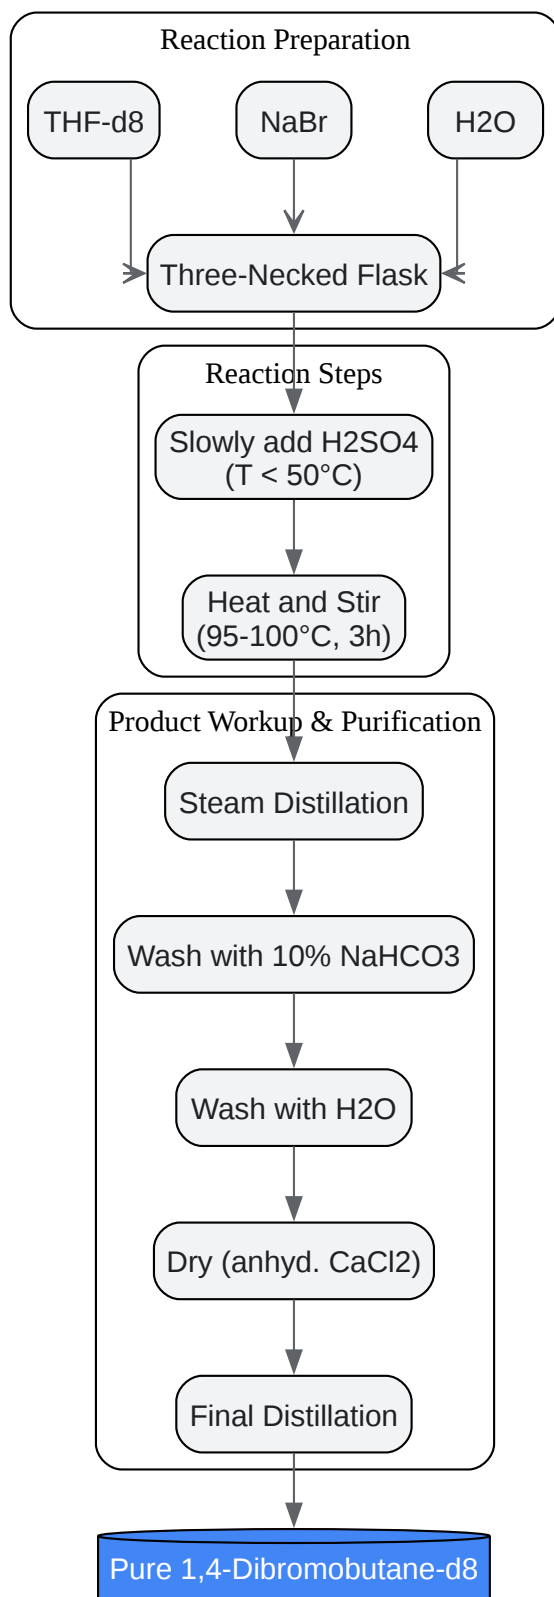 Reaction Preparation
THF-d8
NaBr
H2O
Three-Necked Flask
Reaction Steps
Slowly add H2SO4
(T < 50°C)
Heat and Stir
(95-100°C, 3h)
Product Workup & Purification
Steam Distillation
Wash with 10% NaHCO3
Wash with H2O
Dry (anhyd. CaCl2)
Final Distillation
Pure 1,4-Dibromobutane-d8